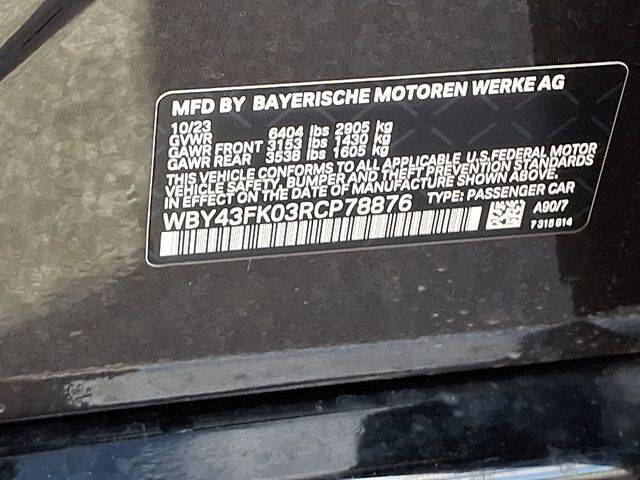 MFD BY BAYERISCHE MOTOREN WERKE AG
10/23
GVWR 6404 lbs 2905 kg
GAWR FRONT 3153 lbs 1430 kg
GAWR REAR 3538 lbs 1605 kg
THIS VEHICLE CONFORMS TO ALL APPLICABLE U.S.FEDERAL MOTOR
VEHICLE SAFETY, BUMPER, AND THEFT PREVENTION STANDARDS
IN EFFECT ON THE DATE OF MANUFACTURE SHOWN ABOVE.
WBY43FK03RCP78876 TYPE: PASSENGER CAR
A90/7
7315614